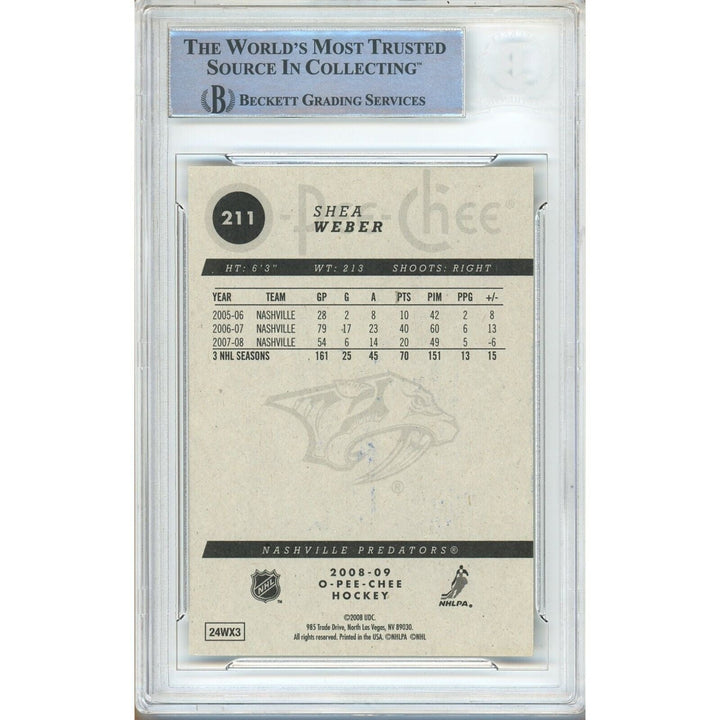 THE WORLD'S MOST TRUSTED
SOURCE IN COLLECTING™
B BECKETT GRADING SERVICES
O-Pee-Chee®
211
SHEA
WEBER
HT: 6'3" WT: 213 SHOOTS: RIGHT
YEAR TEAM GP G A PTS PIM PPG +/-
2005-06 NASHVILLE 28 2 8 10 42 2 8
2006-07 NASHVILLE 79 17 23 40 60 6 13
2007-08 NASHVILLE 54 6 14 20 49 5 -6
3 NHL SEASONS 161 25 45 70 151 13 15
®
NASHVILLE PREDATORS®
NHL ™
2008-09
O-PEE-CHEE
HOCKEY
NHLPA®
©2008 UDC.
985 Trade Drive, North Las Vegas, NV 89030.
All rights reserved. Printed in the USA. ©NHLPA ©NHL
24WX3